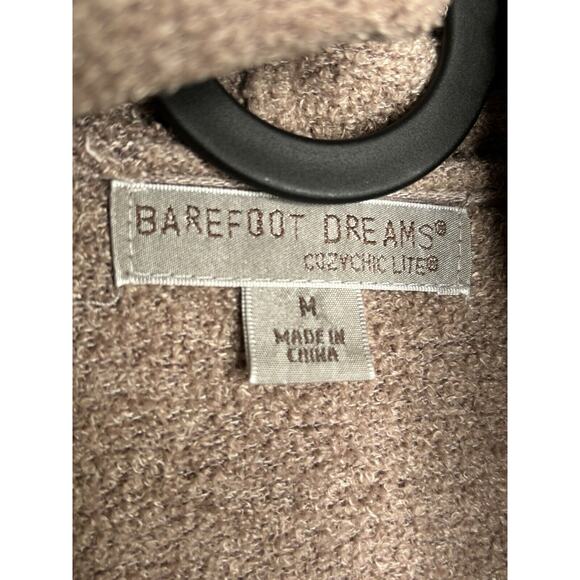 BAREFOOT DREAMS®
COZYCHIC LITE®
M
MADE IN
CHINA